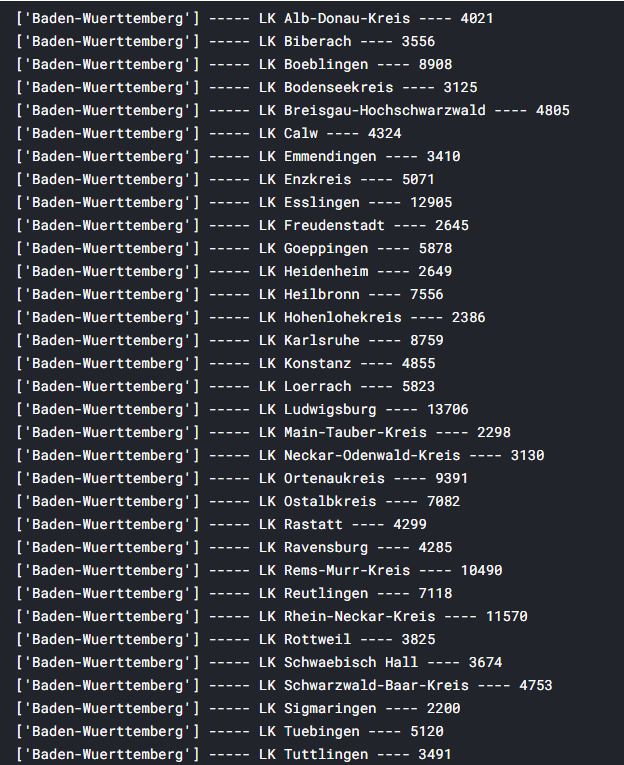 ['Baden-Wuerttemberg'] ----- LK Alb-Donau-Kreis ---- 4021
['Baden-Wuerttemberg'] ----- LK Biberach ---- 3556
['Baden-Wuerttemberg'] ----- LK Boeblingen ---- 8908
['Baden-Wuerttemberg'] ----- LK Bodenseekreis ---- 3125
['Baden-Wuerttemberg'] ----- LK Breisgau-Hochschwarzwald ---- 4805
['Baden-Wuerttemberg'] ----- LK Calw ---- 4324
['Baden-Wuerttemberg'] ----- LK Emmendingen ---- 3410
['Baden-Wuerttemberg'] ----- LK Enzkreis ---- 5071
['Baden-Wuerttemberg'] ----- LK Esslingen ---- 12905
['Baden-Wuerttemberg'] ----- LK Freudenstadt ---- 2645
['Baden-Wuerttemberg'] ----- LK Goeppingen ---- 5878
['Baden-Wuerttemberg'] ----- LK Heidenheim ---- 2649
['Baden-Wuerttemberg'] ----- LK Heilbronn ---- 7556
['Baden-Wuerttemberg'] ----- LK Hohenlohekreis ---- 2386
['Baden-Wuerttemberg'] ----- LK Karlsruhe ---- 8759
['Baden-Wuerttemberg'] ----- LK Konstanz ---- 4855
['Baden-Wuerttemberg'] ----- LK Loerrach ---- 5823
['Baden-Wuerttemberg'] ----- LK Ludwigsburg ---- 13706
['Baden-Wuerttemberg'] ----- LK Main-Tauber-Kreis ---- 2298
['Baden-Wuerttemberg'] ----- LK Neckar-Odenwald-Kreis ---- 3130
['Baden-Wuerttemberg'] ----- LK Ortenaukreis ---- 9391
['Baden-Wuerttemberg'] ----- LK Ostalbkreis ---- 7082
['Baden-Wuerttemberg'] ----- LK Rastatt ---- 4299
['Baden-Wuerttemberg'] ----- LK Ravensburg ---- 4285
['Baden-Wuerttemberg'] ----- LK Rems-Murr-Kreis ---- 10490
['Baden-Wuerttemberg'] ----- LK Reutlingen ---- 7118
['Baden-Wuerttemberg'] ----- LK Rhein-Neckar-Kreis ---- 11570
['Baden-Wuerttemberg'] ----- LK Rottweil ---- 3825
['Baden-Wuerttemberg'] ----- LK Schwaebisch Hall ---- 3674
['Baden-Wuerttemberg'] ----- LK Schwarzwald-Baar-Kreis ---- 4753
['Baden-Wuerttemberg'] ----- LK Sigmaringen ---- 2200
['Baden-Wuerttemberg'] ----- LK Tuebingen ---- 5120
['Baden-Wuerttemberg'] ----- LK Tuttlingen ---- 3491